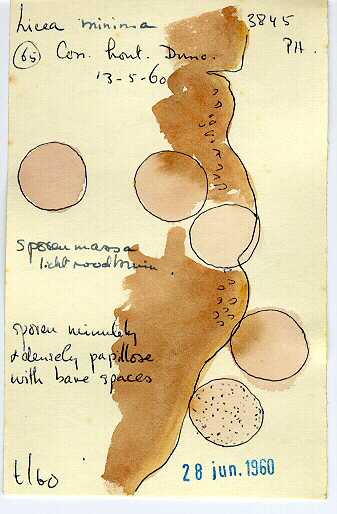 Licea minima
3845
PH.
(65) Con. hout. Duno.
13-5-60
sporenmassa
licht roodbruin.
sporen minutely
& densely papillose
with bare spaces
t/60
28 jun. 1960